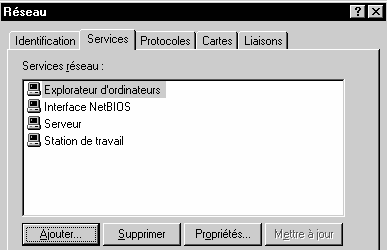 Réseau
Identification Services Protocoles Cartes Liaisons
Services réseau :
Explorateur d'ordinateurs
Interface NetBIOS
Serveur
Station de travail
Ajouter... Supprimer Propriétés... Mettre à jour